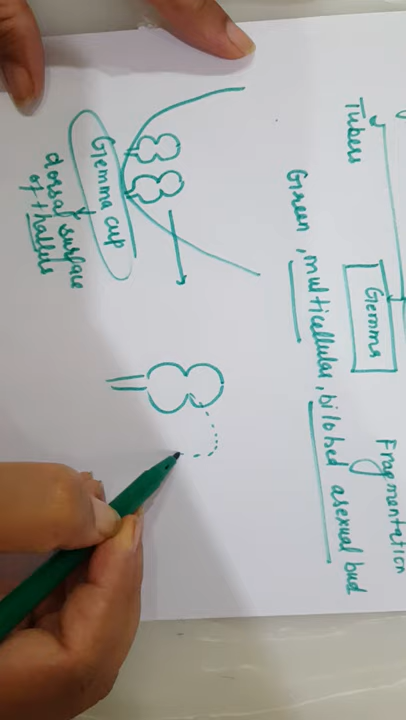 Tubers
Gemma
Fragmentation
Green, multicellular, bilobed asexual bud
Gemma cup
dorsal surface
of thallus